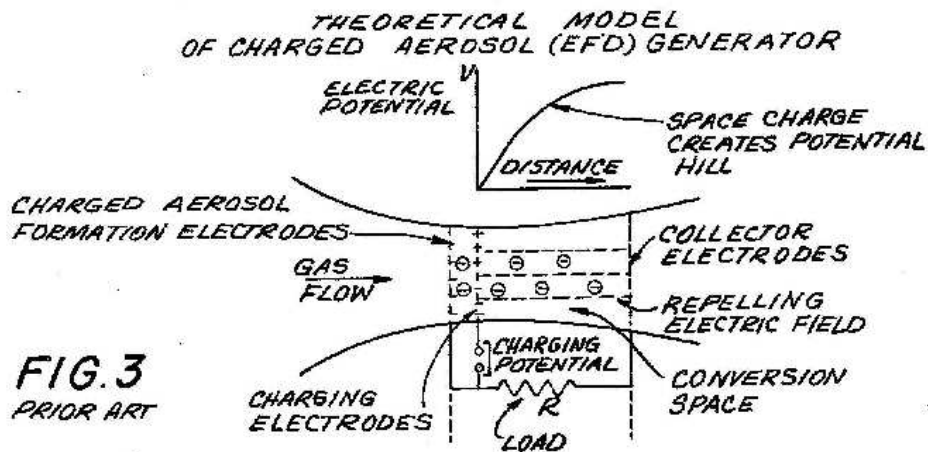 THEORETICAL MODEL
OF CHARGED AEROSOL (EFD) GENERATOR
V
ELECTRIC
POTENTIAL
SPACE CHARGE
CREATES POTENTIAL
HILL
DISTANCE
CHARGED AEROSOL
FORMATION ELECTRODES
COLLECTOR
ELECTRODES
GAS
FLOW
REPELLING
ELECTRIC FIELD
CHARGING
POTENTIAL
CONVERSION
SPACE
CHARGING
ELECTRODES
R
LOAD
FIG. 3
PRIOR ART